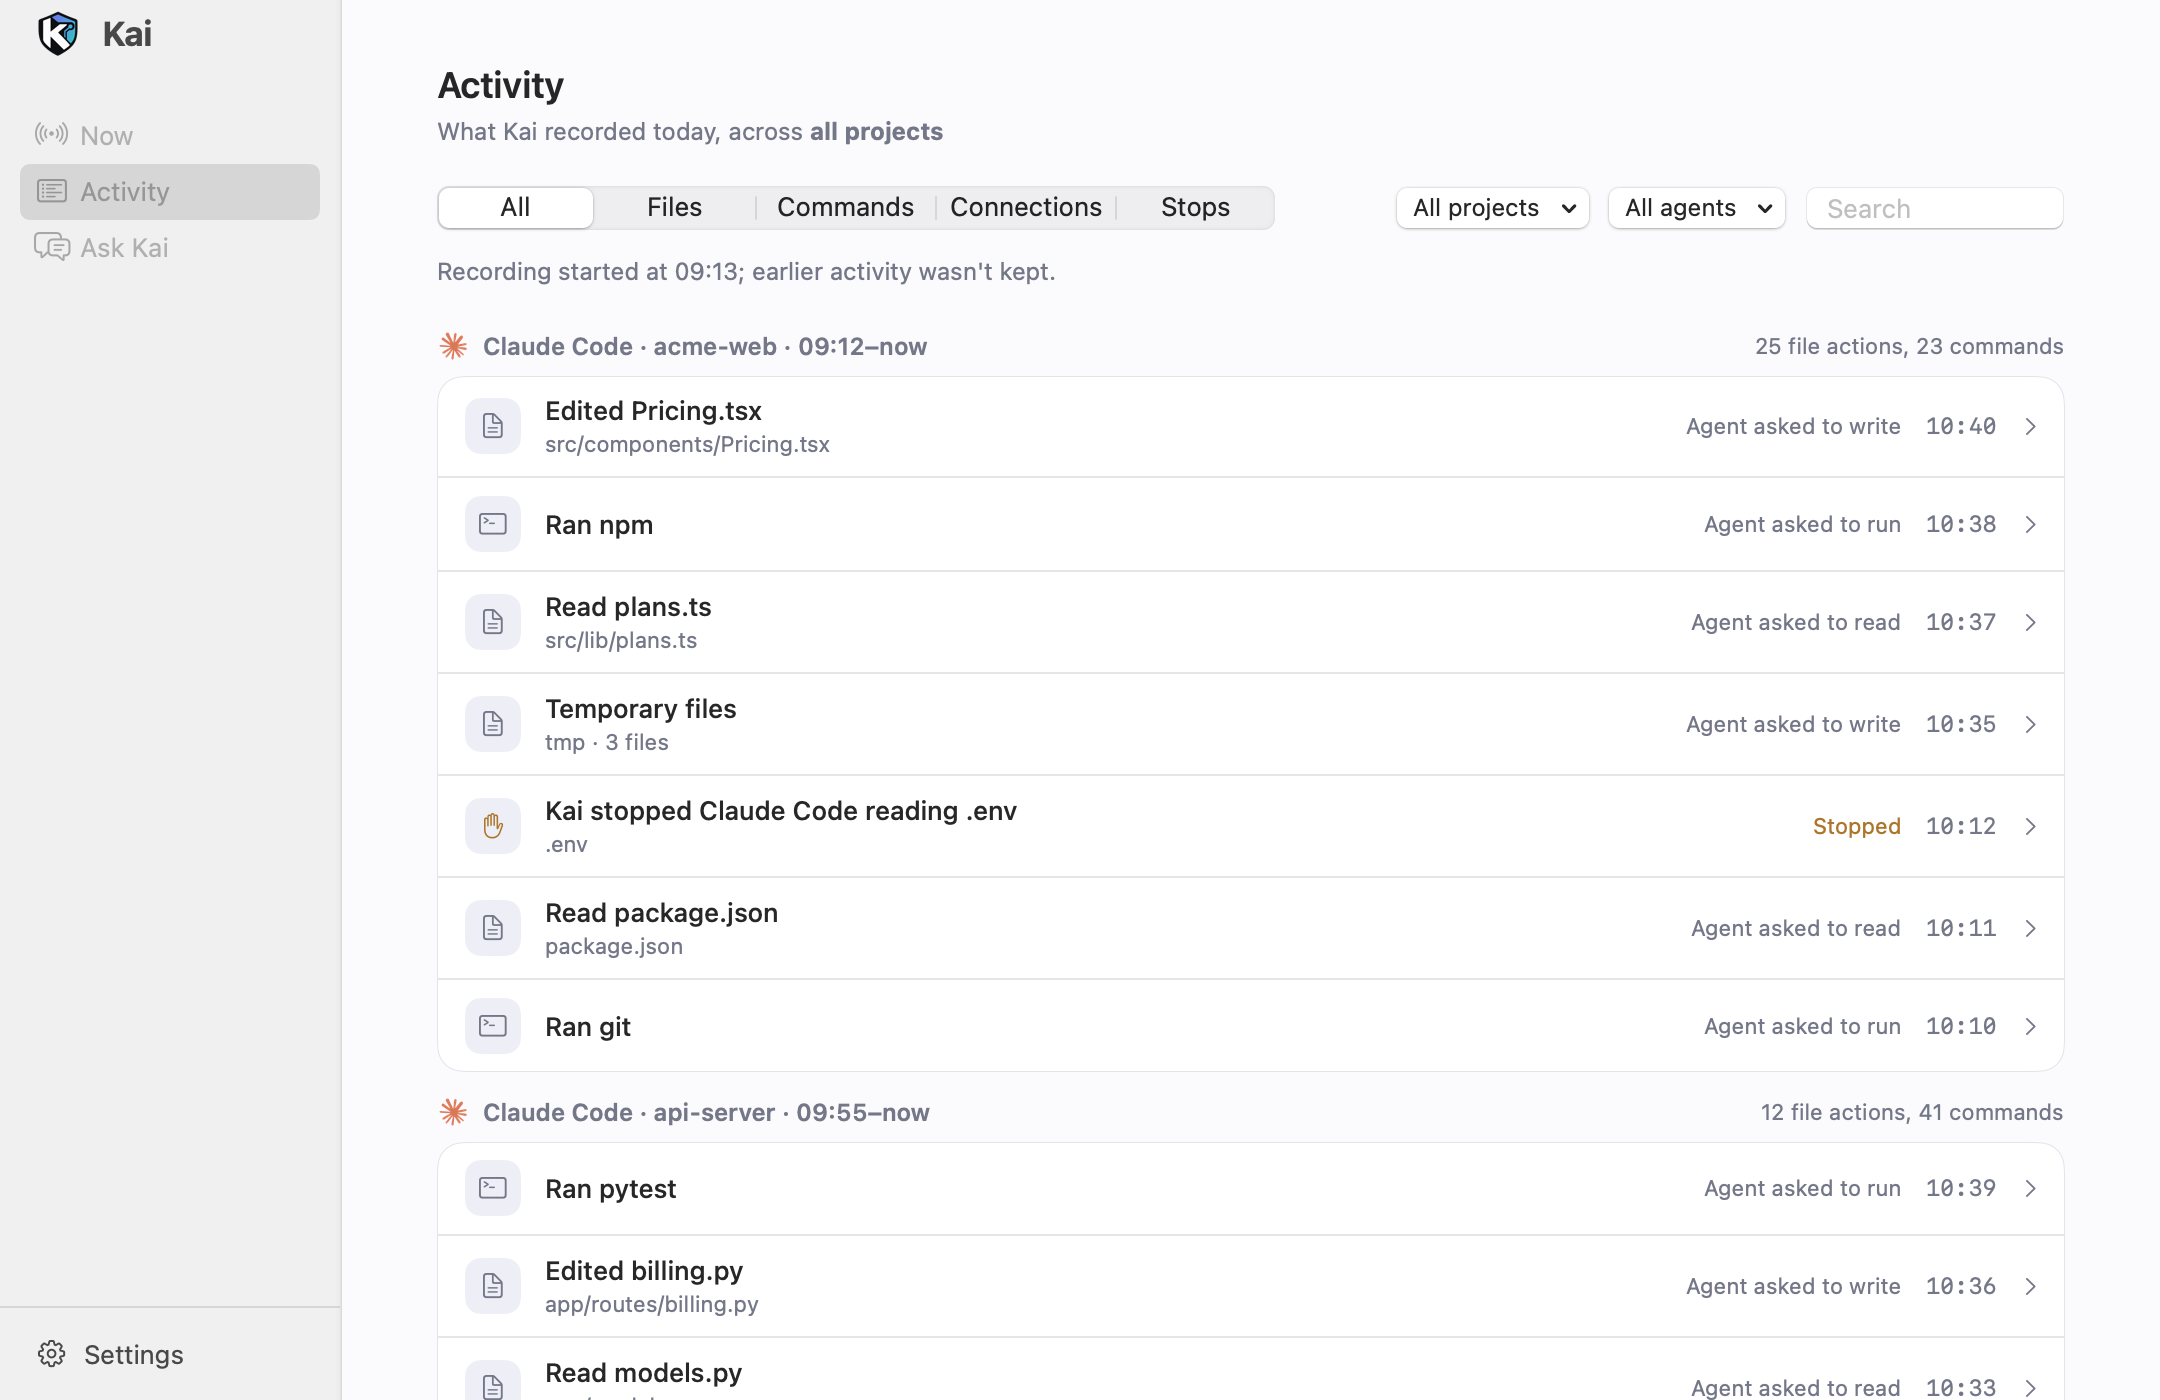 Kai
Now
Activity
Ask Kai
Settings
Activity
What Kai recorded today, across all projects
All Files Commands Connections Stops All projects All agents Search
Recording started at 09:13; earlier activity wasn't kept.
Claude Code · acme-web · 09:12–now 25 file actions, 23 commands
Edited Pricing.tsx
src/components/Pricing.tsx
Agent asked to write 10:40
Ran npm
Agent asked to run 10:38
Read plans.ts
src/lib/plans.ts
Agent asked to read 10:37
Temporary files
tmp · 3 files
Agent asked to write 10:35
Kai stopped Claude Code reading .env
.env
Stopped 10:12
Read package.json
package.json
Agent asked to read 10:11
Ran git
Agent asked to run 10:10
Claude Code · api-server · 09:55–now 12 file actions, 41 commands
Ran pytest
Agent asked to run 10:39
Edited billing.py
app/routes/billing.py
Agent asked to write 10:36
Read models.py
Agent asked to read 10:33